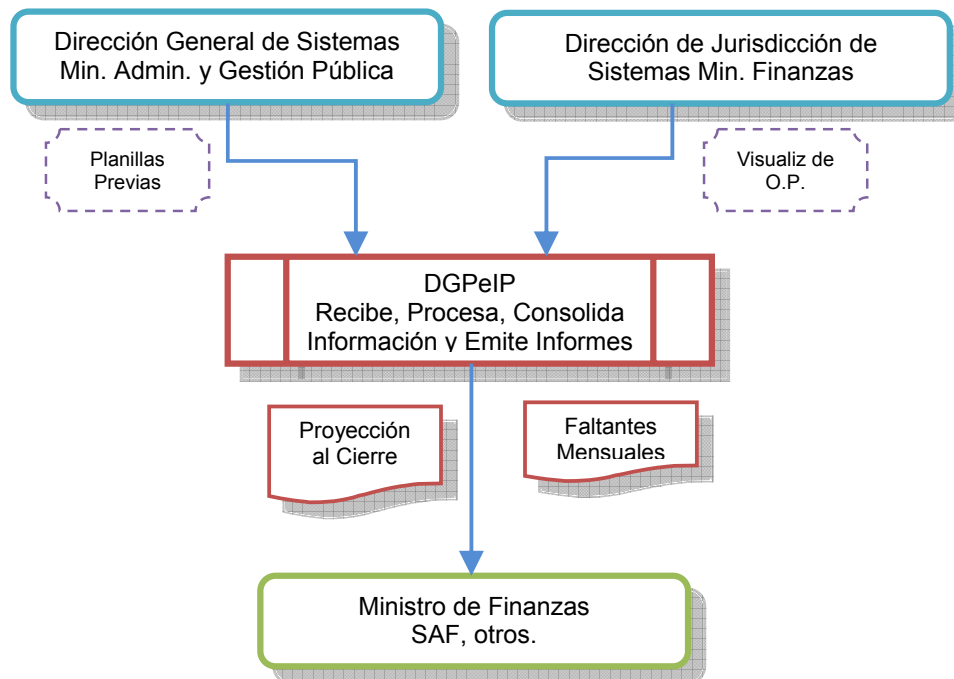 Dirección General de Sistemas
Min. Admin. y Gestión Pública
Dirección de Jurisdicción de
Sistemas Min. Finanzas
Planillas
Previas
Visualiz de
O.P.
DGPeIP
Recibe, Procesa, Consolida
Información y Emite Informes
Proyección
al Cierre
Faltantes
Mensuales
Ministro de Finanzas
SAF, otros.